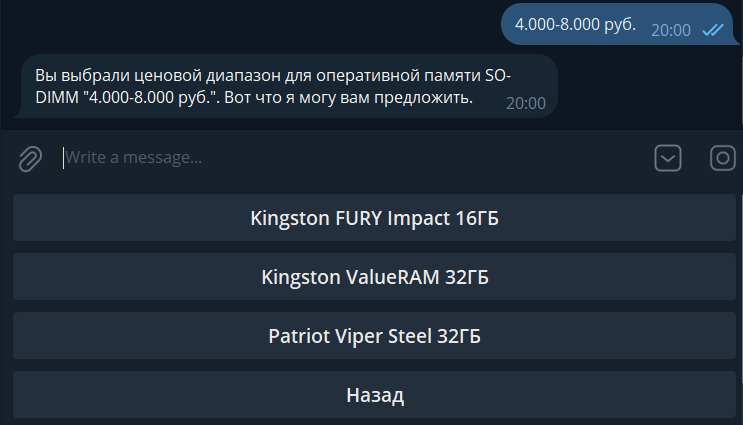 4.000-8.000 руб. 20:00
Вы выбрали ценовой диапазон для оперативной памяти SO-
DIMM "4.000-8.000 руб.". Вот что я могу вам предложить.
20:00
Write a message...
Kingston FURY Impact 16ГБ
Kingston ValueRAM 32ГБ
Patriot Viper Steel 32ГБ
Назад